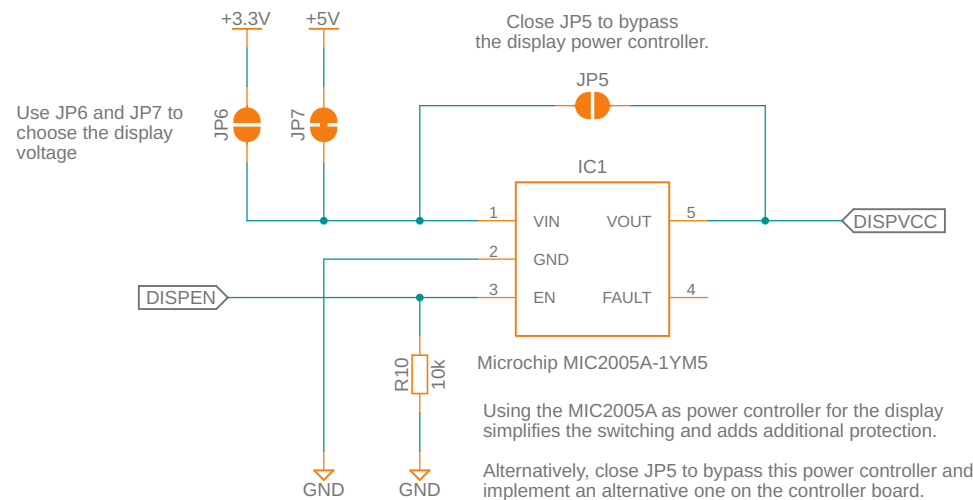 +3.3V
+5V
Close JP5 to bypass
the display power controller.
JP5
Use JP6 and JP7 to
choose the display
voltage
JP6
JP7
IC1
1
VIN
VOUT
5
DISPVCC
2
GND
DISPEN
3
EN
FAULT
4
R10
10k
Microchip MIC2005A-1YM5
Using the MIC2005A as power controller for the display
simplifies the switching and adds additional protection.
Alternatively, close JP5 to bypass this power controller and
implement an alternative one on the controller board.
GND
GND